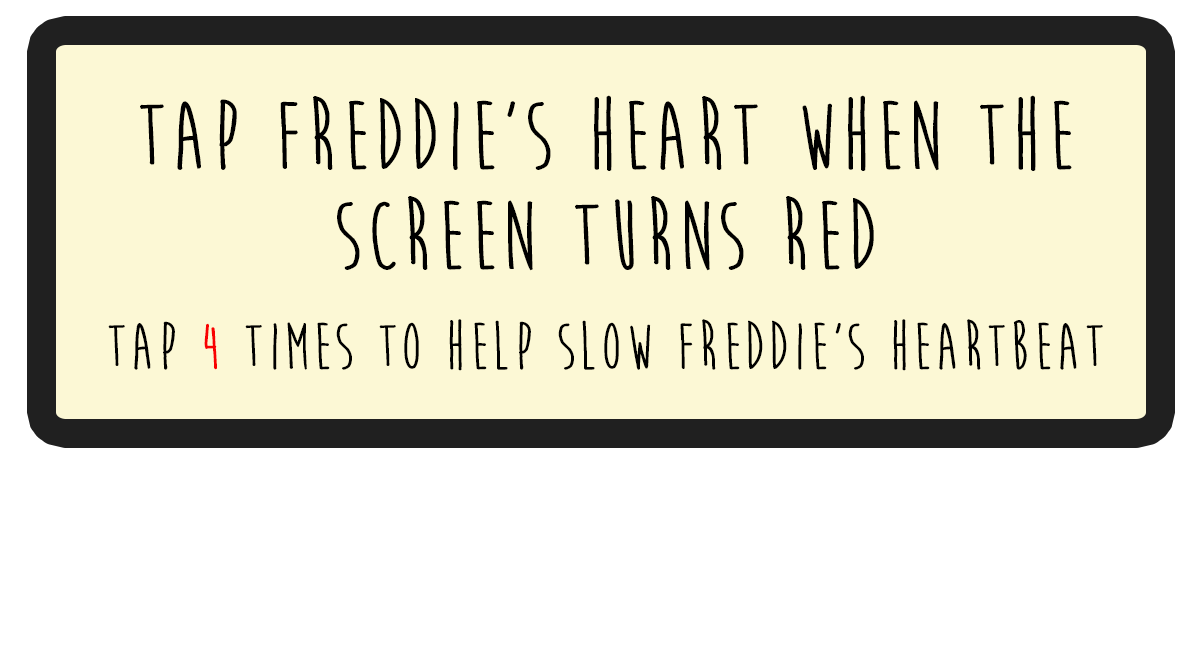 TAP FREDDIE'S HEART WHEN THE
SCREEN TURNS RED
TAP 4 TIMES TO HELP SLOW FREDDIE'S HEARTBEAT